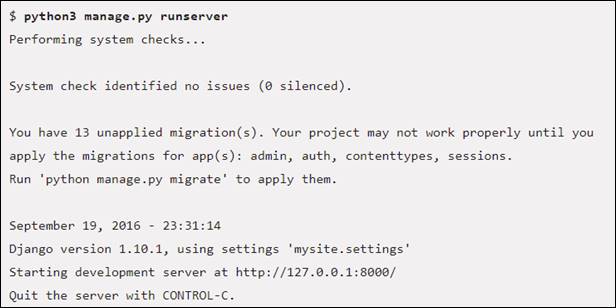 $ python3 manage.py runserver
Performing system checks...
System check identified no issues (0 silenced).
You have 13 unapplied migration(s). Your project may not work properly until you
apply the migrations for app(s): admin, auth, contenttypes, sessions.
Run 'python manage.py migrate' to apply them.
September 19, 2016 - 23:31:14
Django version 1.10.1, using settings 'mysite.settings'
Starting development server at http://127.0.0.1:8000/
Quit the server with CONTROL-C.